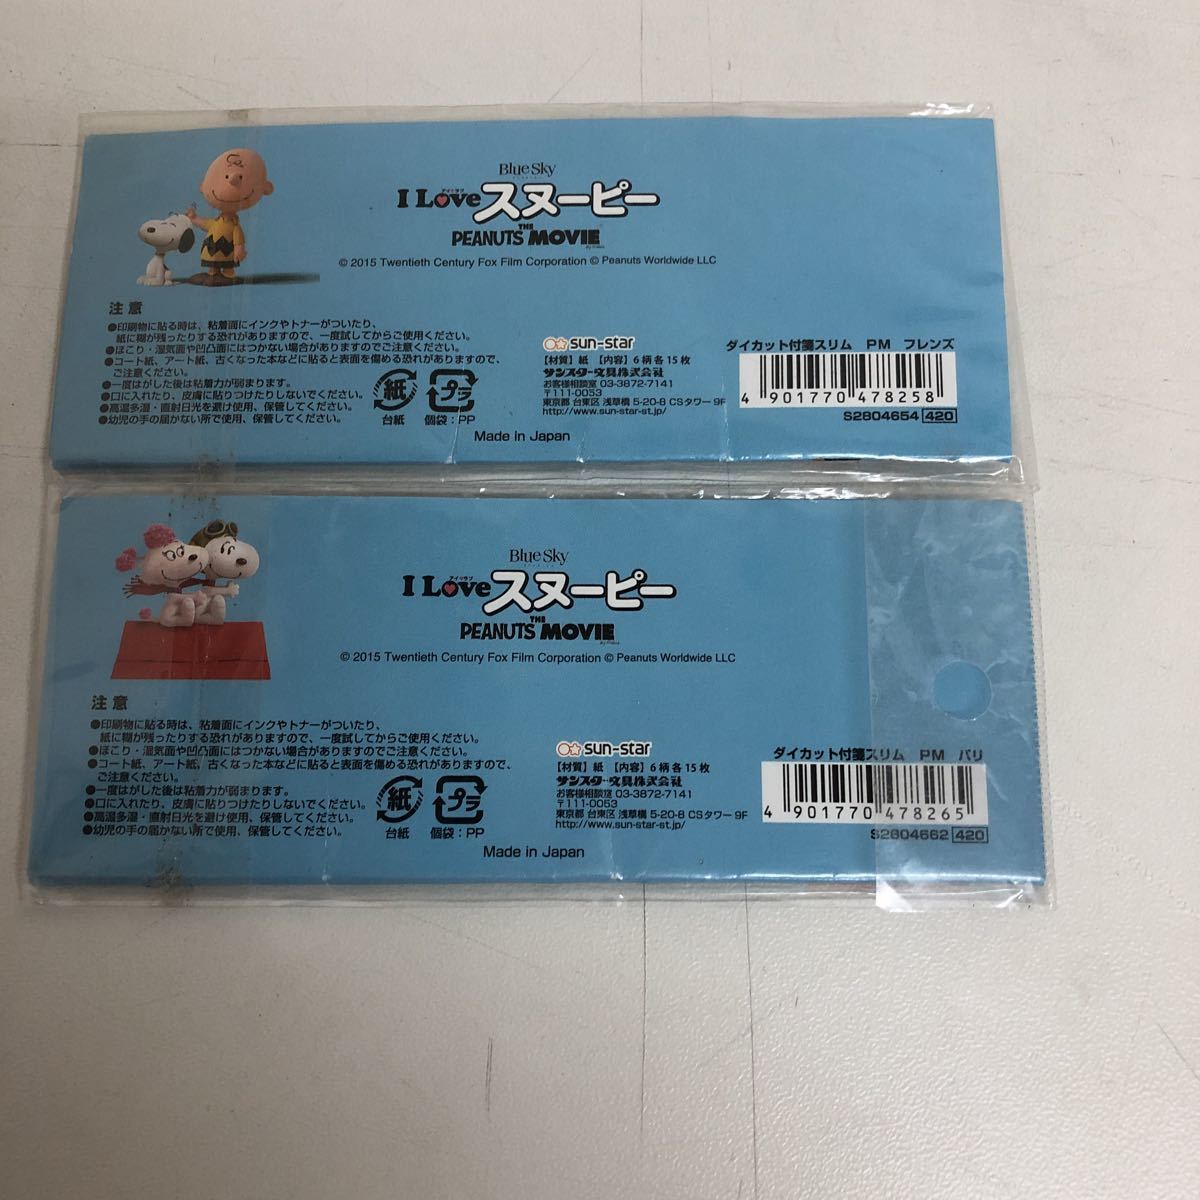 Blue Sky
アイ・ラブ
I Love スヌーピー
THE
PEANUTS MOVIE
© 2015 Twentieth Century Fox Film Corporation © Peanuts Worldwide LLC
注意
●印刷物に貼る時は、粘着面にインクやトナーがついたり、
紙に糊が残ったりする恐れがありますので、一度試してからご使用ください。
●ほこり・湿気面や凹凸面にはつかない場合がありますのでご注意ください。
●コート紙、アート紙、古くなった本などに貼ると表面を傷める恐れがありますので、
ご注意ください。
●一度はがした後は粘着力が弱まります。
●口に入れたり、皮膚に貼りつけたりしないでください。
●高温多湿・直射日光を避け使用、保管してください。
●幼児の手の届かない所で使用、保管してください。
紙
台紙
プラ
個袋:PP
Made in Japan
sun-star
【材質】紙 【内容】6柄各15枚
サンスター文具株式会社
お客様相談室 03-3872-7141
〒111-0053
東京都 台東区 浅草橋 5-20-8 CSタワー 9F
http://www.sun-star-st.jp/
ダイカット付箋スリム PM フレンズ
4 901770 478258
S2804654 420
Blue Sky
アイ・ラブ
I Love スヌーピー
THE
PEANUTS MOVIE
© 2015 Twentieth Century Fox Film Corporation © Peanuts Worldwide LLC
注意
●印刷物に貼る時は、粘着面にインクやトナーがついたり、
紙に糊が残ったりする恐れがありますので、一度試してからご使用ください。
●ほこり・湿気面や凹凸面にはつかない場合がありますのでご注意ください。
●コート紙、アート紙、古くなった本などに貼ると表面を傷める恐れがありますので、
ご注意ください。
●一度はがした後は粘着力が弱まります。
●口に入れたり、皮膚に貼りつけたりしないでください。
●高温多湿・直射日光を避け使用、保管してください。
●幼児の手の届かない所で使用、保管してください。
紙
台紙
プラ
個袋:PP
Made in Japan
sun-star
【材質】紙 【内容】6柄各15枚
サンスター文具株式会社
お客様相談室 03-3872-7141
〒111-0053
東京都 台東区 浅草橋 5-20-8 CSタワー 9F
http://www.sun-star-st.jp/
ダイカット付箋スリム PM パリ
4 901770 478265
S2804662 420